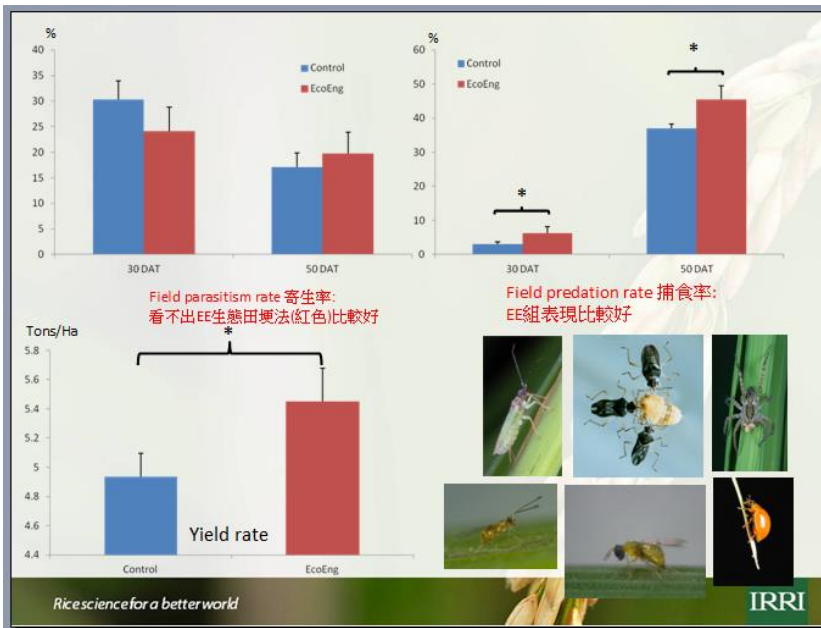 %
40
35
30
25
20
15
10
5
0
Control
EcoEng
30 DAT
50 DAT
Field parasitism rate 寄生率:
看不出EE生態田埂法(紅色)比較好
%
60
50
40
30
20
10
0
Control
EcoEng
*
*
30 DAT
50 DAT
Field predation rate 捕食率:
EE組表現比較好
Tons/Ha
5.8
5.6
5.4
5.2
5
4.8
4.6
4.4
*
Yield rate
Control
EcoEng
Rice science for a better world
IRRI